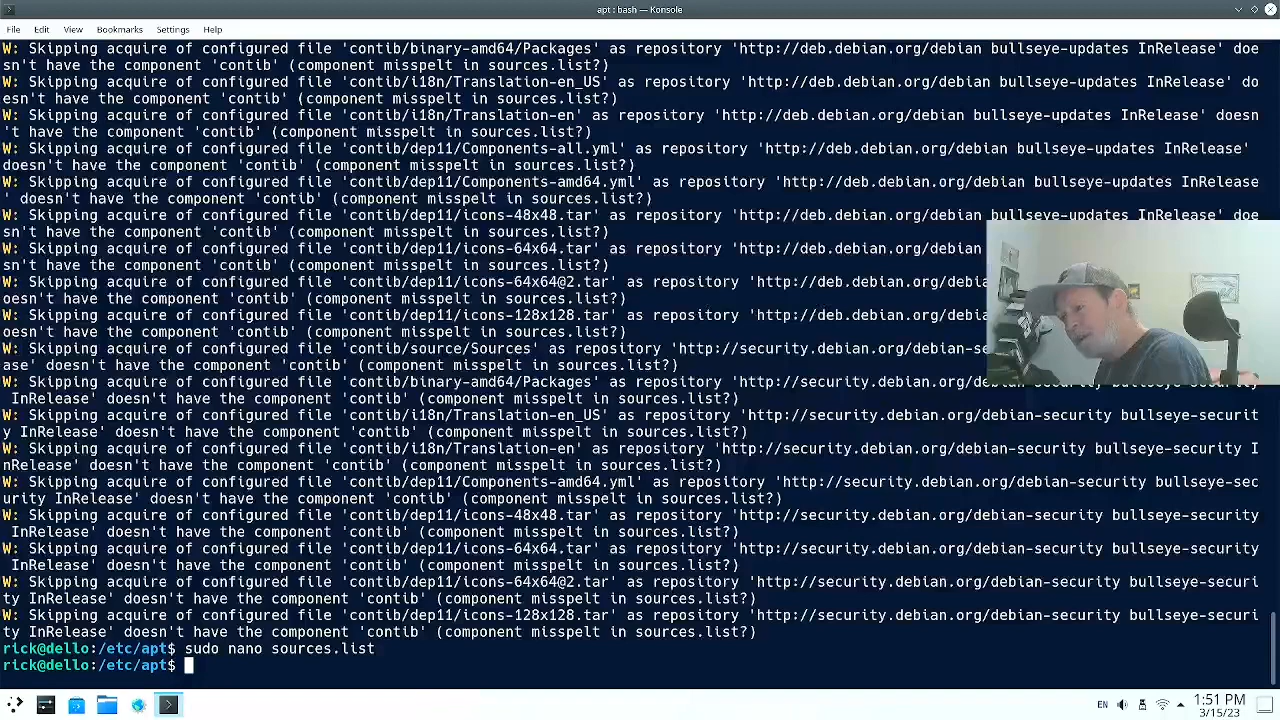 apt : bash — Konsole
File Edit View Bookmarks Settings Help
W: Skipping acquire of configured file 'contib/binary-amd64/Packages' as repository 'http://deb.debian.org/debian bullseye-updates InRelease' doe
sn't have the component 'contib' (component misspelt in sources.list?)
W: Skipping acquire of configured file 'contib/i18n/Translation-en_US' as repository 'http://deb.debian.org/debian bullseye-updates InRelease' do
esn't have the component 'contib' (component misspelt in sources.list?)
W: Skipping acquire of configured file 'contib/i18n/Translation-en' as repository 'http://deb.debian.org/debian bullseye-updates InRelease' doesn
't have the component 'contib' (component misspelt in sources.list?)
W: Skipping acquire of configured file 'contib/dep11/Components-all.yml' as repository 'http://deb.debian.org/debian bullseye-updates InRelease'
doesn't have the component 'contib' (component misspelt in sources.list?)
W: Skipping acquire of configured file 'contib/dep11/Components-amd64.yml' as repository 'http://deb.debian.org/debian bullseye-updates InRelease
' doesn't have the component 'contib' (component misspelt in sources.list?)
W: Skipping acquire of configured file 'contib/dep11/icons-48x48.tar' as repository 'http://deb.debian.org/debian bullseye-updates InRelease' doe
sn't have the component 'contib' (component misspelt in sources.list?)
W: Skipping acquire of configured file 'contib/dep11/icons-64x64.tar' as repository 'http://deb.debian.org/debian
sn't have the component 'contib' (component misspelt in sources.list?)
W: Skipping acquire of configured file 'contib/dep11/icons-64x64@2.tar' as repository 'http://deb.debian.org/debian
oesn't have the component 'contib' (component misspelt in sources.list?)
W: Skipping acquire of configured file 'contib/dep11/icons-128x128.tar' as repository 'http://deb.debian.org/debian
oesn't have the component 'contib' (component misspelt in sources.list?)
W: Skipping acquire of configured file 'contib/source/Sources' as repository 'http://security.debian.org/debian-se
ase' doesn't have the component 'contib' (component misspelt in sources.list?)
W: Skipping acquire of configured file 'contib/binary-amd64/Packages' as repository 'http://security.debian.org/debian-security bullseye-security
InRelease' doesn't have the component 'contib' (component misspelt in sources.list?)
W: Skipping acquire of configured file 'contib/i18n/Translation-en_US' as repository 'http://security.debian.org/debian-security bullseye-securit
y InRelease' doesn't have the component 'contib' (component misspelt in sources.list?)
W: Skipping acquire of configured file 'contib/i18n/Translation-en' as repository 'http://security.debian.org/debian-security bullseye-security I
nRelease' doesn't have the component 'contib' (component misspelt in sources.list?)
W: Skipping acquire of configured file 'contib/dep11/Components-amd64.yml' as repository 'http://security.debian.org/debian-security bullseye-sec
urity InRelease' doesn't have the component 'contib' (component misspelt in sources.list?)
W: Skipping acquire of configured file 'contib/dep11/icons-48x48.tar' as repository 'http://security.debian.org/debian-security bullseye-security
InRelease' doesn't have the component 'contib' (component misspelt in sources.list?)
W: Skipping acquire of configured file 'contib/dep11/icons-64x64.tar' as repository 'http://security.debian.org/debian-security bullseye-security
InRelease' doesn't have the component 'contib' (component misspelt in sources.list?)
W: Skipping acquire of configured file 'contib/dep11/icons-64x64@2.tar' as repository 'http://security.debian.org/debian-security bullseye-securi
ty InRelease' doesn't have the component 'contib' (component misspelt in sources.list?)
W: Skipping acquire of configured file 'contib/dep11/icons-128x128.tar' as repository 'http://security.debian.org/debian-security bullseye-securi
ty InRelease' doesn't have the component 'contib' (component misspelt in sources.list?)
rick@dello:/etc/apt$ sudo nano sources.list
rick@dello:/etc/apt$
EN
1:51 PM
3/15/23